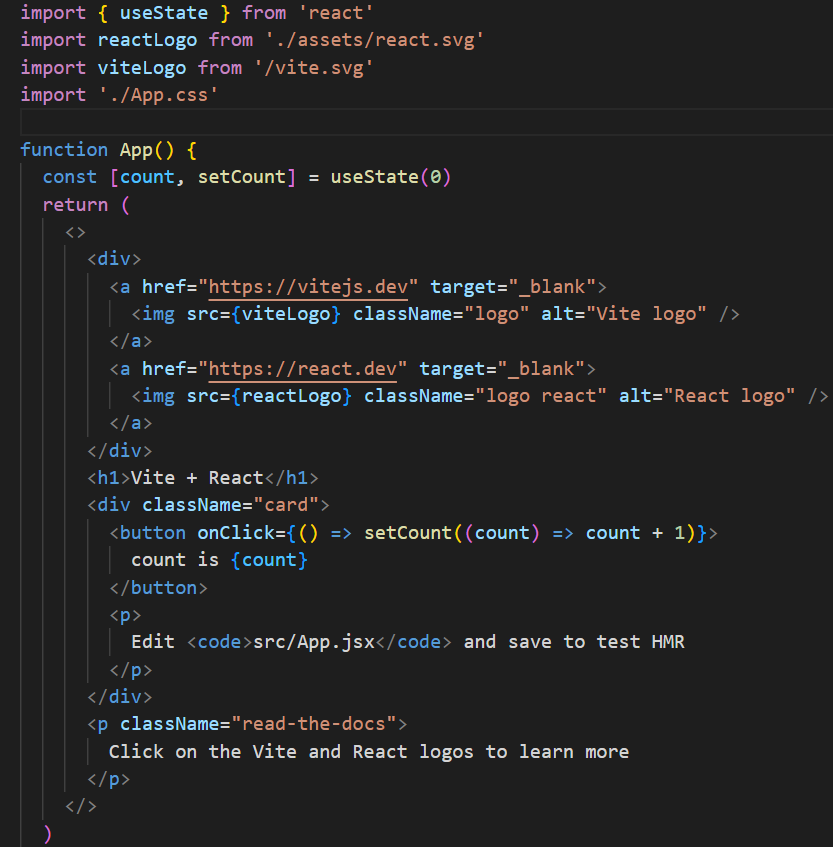 import { useState } from 'react'
import reactLogo from './assets/react.svg'
import viteLogo from '/vite.svg'
import './App.css'

function App() {
  const [count, setCount] = useState(0)
  return (
    <>
      <div>
        <a href="https://vitejs.dev" target="_blank">
          <img src={viteLogo} className="logo" alt="Vite logo" />
        </a>
        <a href="https://react.dev" target="_blank">
          <img src={reactLogo} className="logo react" alt="React logo" />
        </a>
      </div>
      <h1>Vite + React</h1>
      <div className="card">
        <button onClick={() => setCount((count) => count + 1)}>
          count is {count}
        </button>
        <p>
          Edit <code>src/App.jsx</code> and save to test HMR
        </p>
      </div>
      <p className="read-the-docs">
        Click on the Vite and React logos to learn more
      </p>
    </>
  )